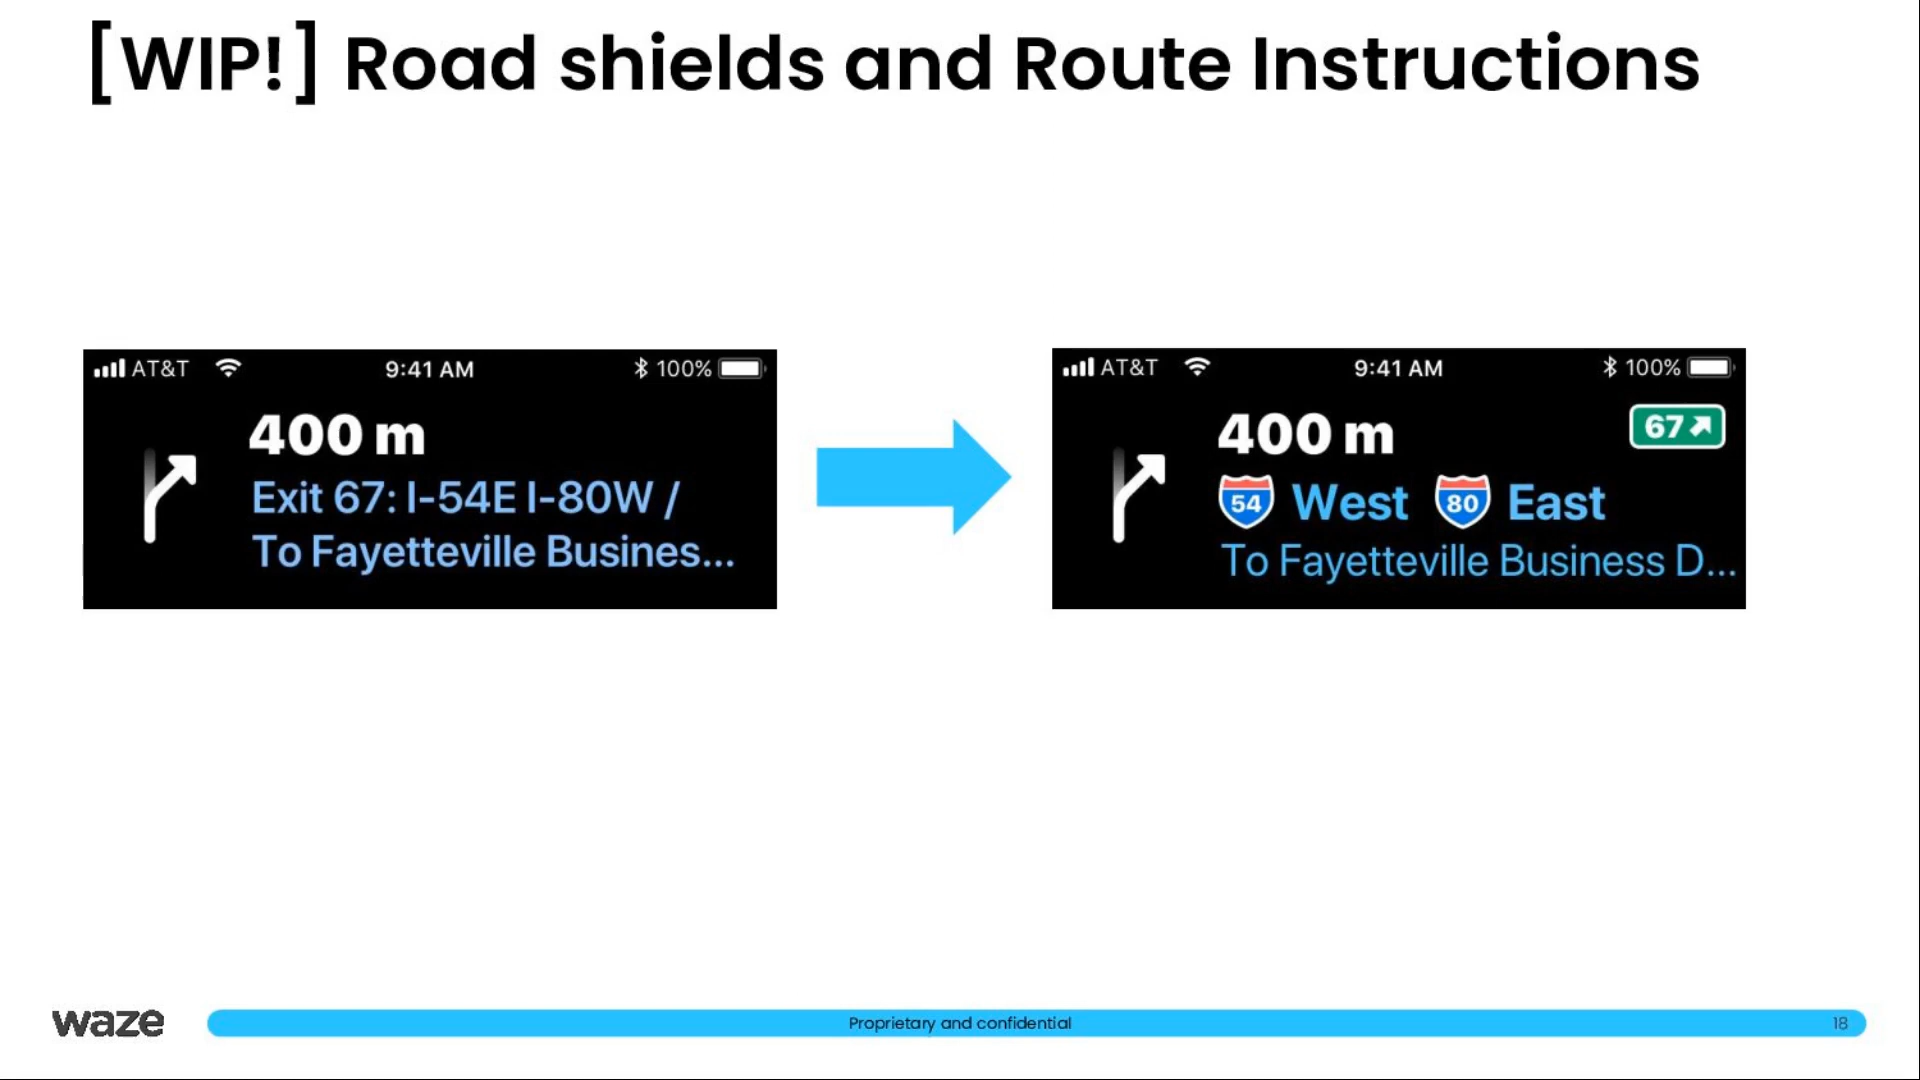 [WIP!] Road shields and Route Instructions
AT&T 9:41 AM 100%
400 m
Exit 67: I-54E I-80W /
To Fayetteville Busines...
AT&T 9:41 AM 100%
400 m 67
54 West 80 East
To Fayetteville Business D...
waze Proprietary and confidential 18